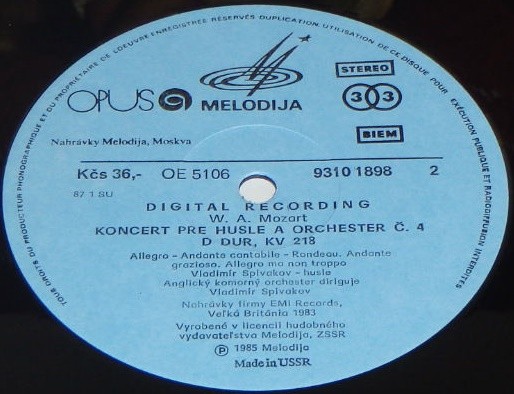 TOUS DROITS DU PRODUCTEUR PHONOGRAPHIQUE ET DU PROPRIETAIRE DE LOEUVRE ENREGISTREE RESERVÉS DUPLICATION, UTILISATION DE CE DISQUE POUR EXÉCUTION PUBLIQUE ET RADIODIFFUSION INTERDITES
OPUS MELODIJA
STEREO
33
BIEM
Nahrávky Melodija, Moskva
Kčs 36,- OE 5106 9310 1898 2
87 1 SU
DIGITAL RECORDING
W. A. Mozart
KONCERT PRE HUSLE A ORCHESTER Č. 4
D DUR, KV 218
Allegro – Andante cantabile – Rondeau. Andante
grazioso. Allegro ma non troppo
Vladimír Spivakov – husle
Anglický komorný orchester diriguje
Vladimír Spivakov
Nahrávky firmy EMI Records,
Veľká Británia 1983
Vyrobené v licencii hudobného
vydavateľstva Melodija, ZSSR
Ⓟ 1985 Melodija
Made in USSR